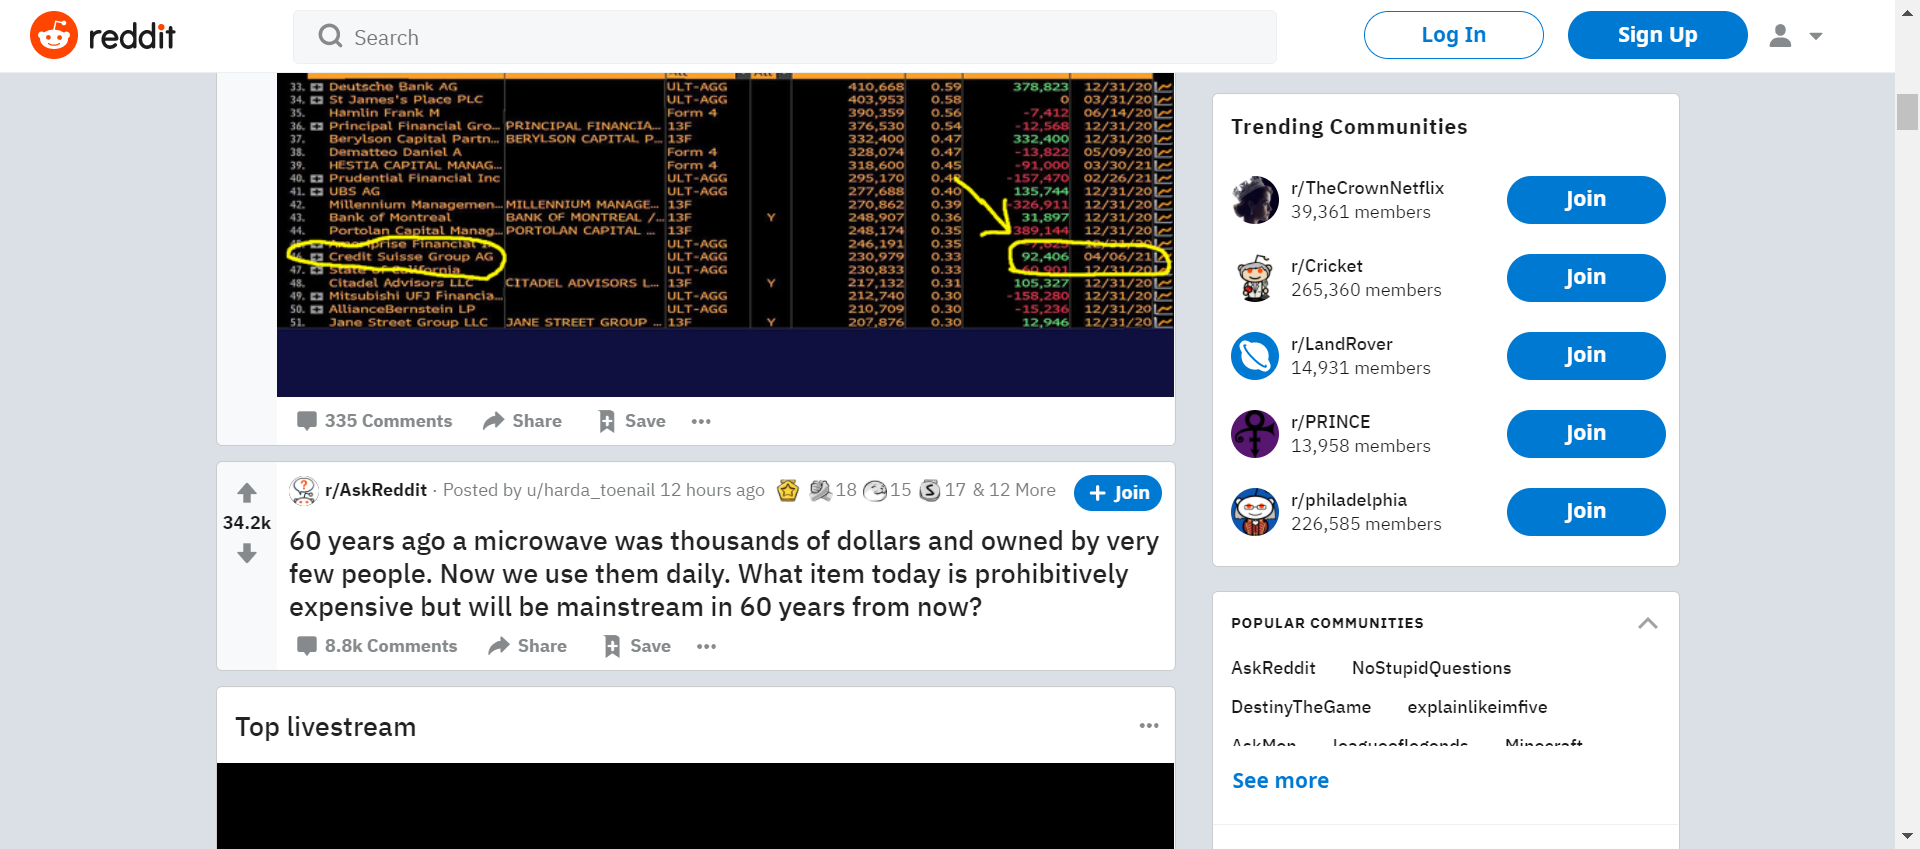 reddit
Search
Log In
Sign Up
33. Deutsche Bank AG ULT-AGG 410,668 0.59 378,823 12/31/20
34. St James's Place PLC ULT-AGG 403,953 0.58 0 03/31/20
35. Hamlin Frank M Form 4 390,359 0.56 -7,412 06/14/20
36. Principal Financial Gro... PRINCIPAL FINANCIA... 13F 376,530 0.54 -12,568 12/31/20
37. Berylson Capital Partn... BERYLSON CAPITAL P... 13F 332,400 0.47 332,400 12/31/20
38. Dematteo Daniel A Form 4 328,074 0.47 -13,822 05/09/20
39. HESTIA CAPITAL MANAG... Form 4 318,600 0.45 -91,000 03/30/21
40. Prudential Financial Inc ULT-AGG 295,170 -157,470 02/26/21
41. UBS AG ULT-AGG 277,688 0.40 135,744 12/31/20
42. Millennium Managemen... MILLENNIUM MANAGE... 13F 270,862 0.39 -326,911 12/31/20
43. Bank of Montreal BANK OF MONTREAL /... 13F Y 248,907 0.36 31,897 12/31/20
44. Portolan Capital Manag... PORTOLAN CAPITAL ... 13F 248,174 0.35 389,144 12/31/20
Ameriprise Financial ULT-AGG 246,191 0.35 12/31/20
Credit Suisse Group AG ULT-AGG 230,979 0.33 92,406 04/06/21
47. State of California ULT-AGG 230,833 0.33 12/31/20
48. Citadel Advisors LLC CITADEL ADVISORS L... 13F Y 217,132 0.31 105,327 12/31/20
49. Mitsubishi UFJ Financia... ULT-AGG 212,740 0.30 -158,280 12/31/20
50. AllianceBernstein LP ULT-AGG 210,709 0.30 -15,236 12/31/20
51. Jane Street Group LLC JANE STREET GROUP ... 13F Y 207,876 0.30 12,946 12/31/20
335 Comments Share Save
r/AskReddit · Posted by u/harda_toenail 12 hours ago 18 15 S 17 & 12 More
+ Join
34.2k
60 years ago a microwave was thousands of dollars and owned by very
few people. Now we use them daily. What item today is prohibitively
expensive but will be mainstream in 60 years from now?
8.8k Comments Share Save
Top livestream
Trending Communities
r/TheCrownNetflix
39,361 members
Join
r/Cricket
265,360 members
Join
r/LandRover
14,931 members
Join
r/PRINCE
13,958 members
Join
r/philadelphia
226,585 members
Join
POPULAR COMMUNITIES
AskReddit NoStupidQuestions
DestinyTheGame explainlikeimfive
AskMen leagueoflegends Minecraft
See more